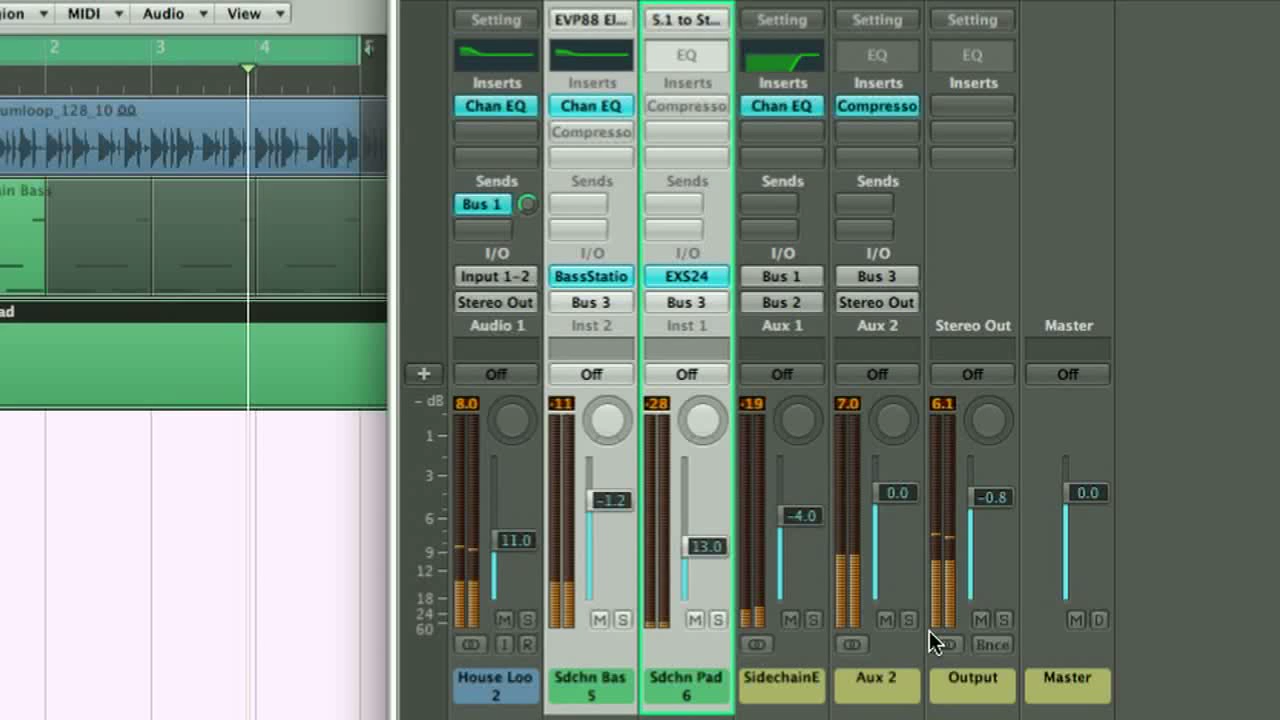 gion MIDI Audio View
2 3 4 5
umloop_128_10
in Bass
ad
Setting EVP88 El... 5.1 to St... Setting Setting Setting
EQ EQ EQ
Inserts Inserts Inserts Inserts Inserts Inserts
Chan EQ Chan EQ Compresso Chan EQ Compresso
Compresso
Sends Sends Sends Sends Sends
Bus 1
I/O I/O I/O I/O I/O
Input 1-2 BassStatio EXS24 Bus 1 Bus 3
Stereo Out Bus 3 Bus 3 Bus 2 Stereo Out
Audio 1 Inst 2 Inst 1 Aux 1 Aux 2 Stereo Out Master
+ Off Off Off Off Off Off Off
- dB 8.0 -11 -28 -19 7.0 6.1
1
3
6
9
12
18
24
60
11.0 -1.2 13.0 -4.0 0.0 -0.8 0.0
M S M S M S M S M S M S M D
I R Bnce
House Loo Sdchn Bas Sdchn Pad SidechainE Aux 2 Output Master
2 5 6